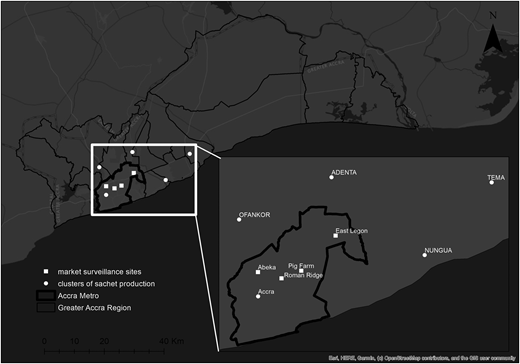 N
GREATER ACCRA
ADENTA
TEMA
OFANKOR
East Legon
NUNGUA
Pig Farm
Abeka
Roman Ridge
Accra
market surveillance sites
clusters of sachet production
Accra Metro
Greater Accra Region
0
10
20
40 Km
Esri, HERE, Garmin, (c) OpenStreetMap contributors, and the GIS user community